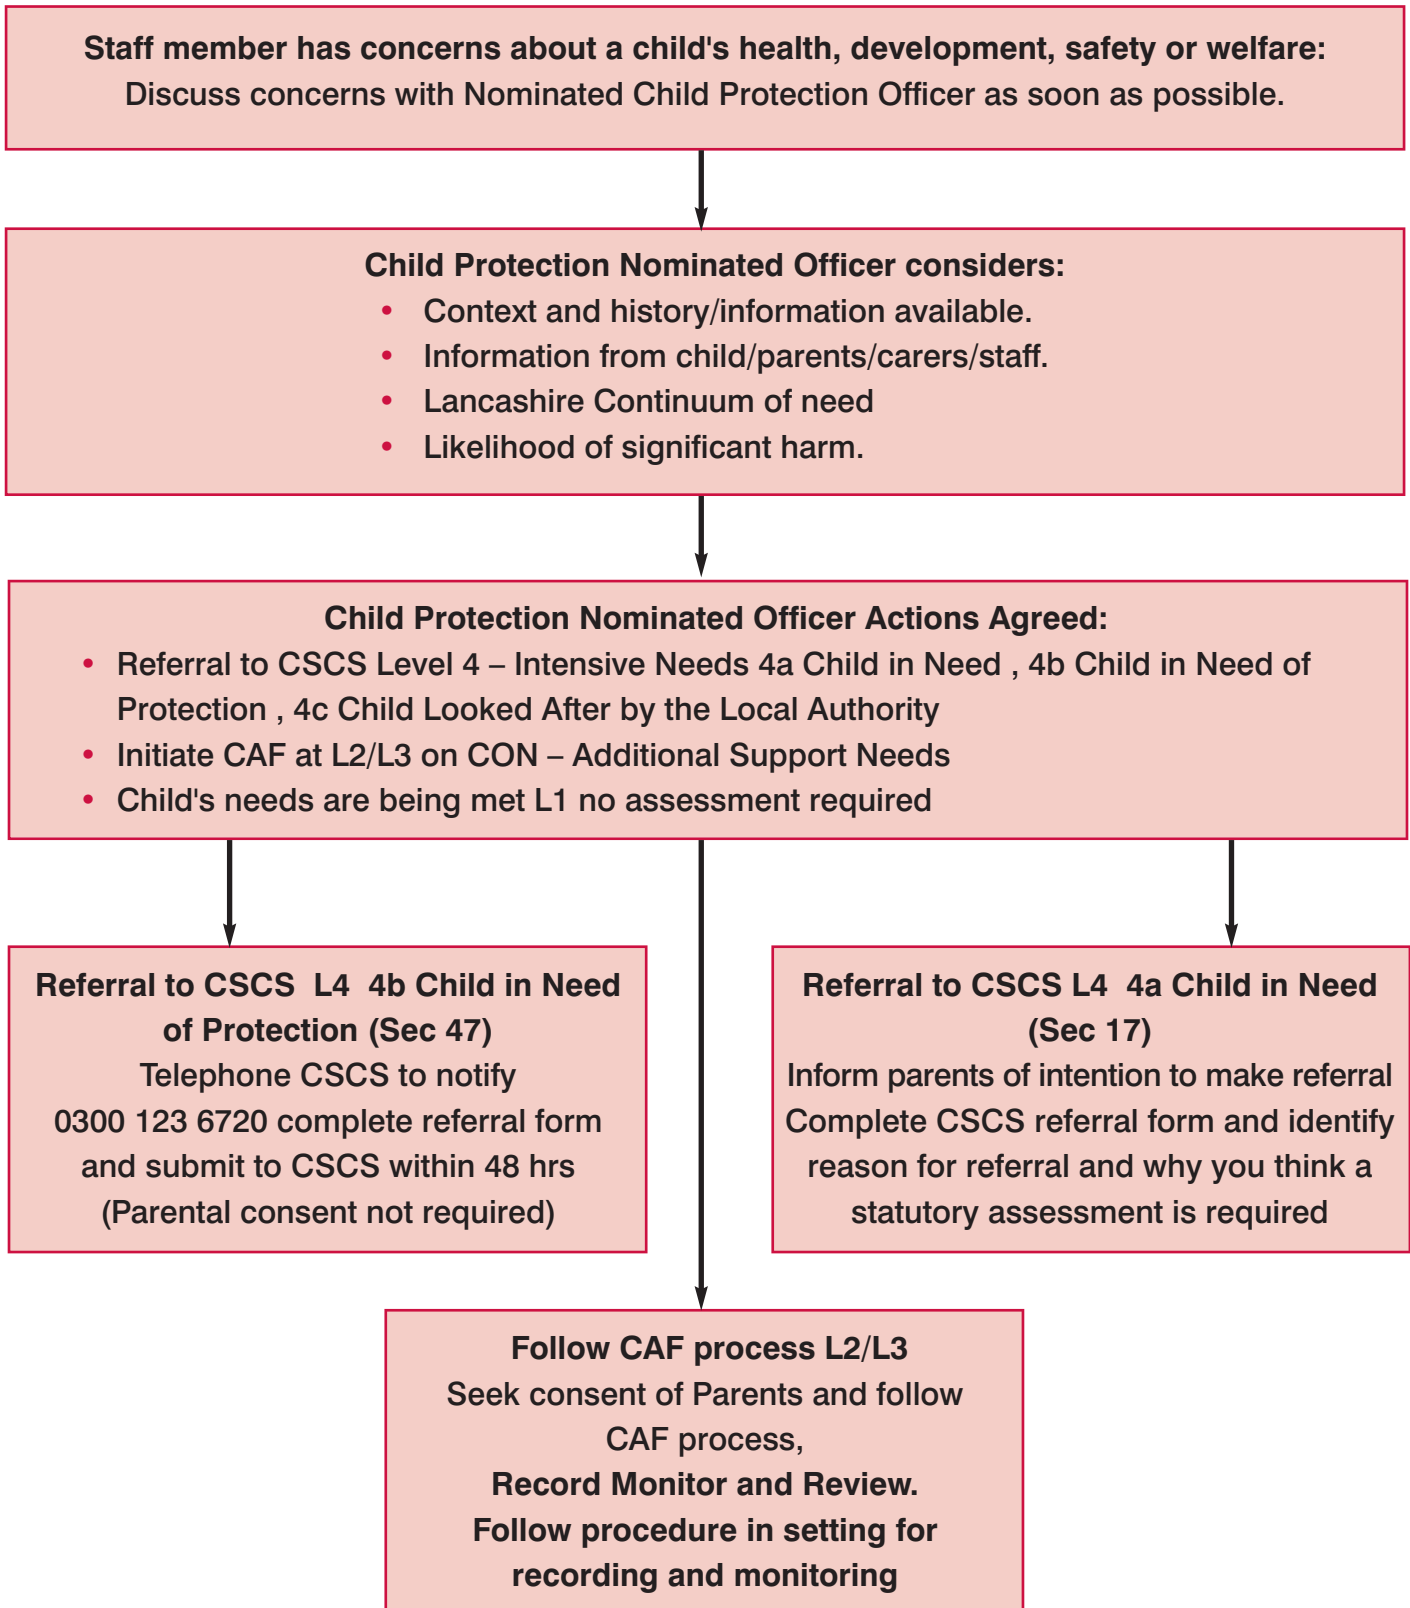 Staff member has concerns about a child's health, development, safety or welfare:
Discuss concerns with Nominated Child Protection Officer as soon as possible.
Child Protection Nominated Officer considers:
• Context and history/information available.
• Information from child/parents/carers/staff.
• Lancashire Continuum of need
• Likelihood of significant harm.
Child Protection Nominated Officer Actions Agreed:
• Referral to CSCS Level 4 – Intensive Needs 4a Child in Need , 4b Child in Need of
Protection , 4c Child Looked After by the Local Authority
• Initiate CAF at L2/L3 on CON – Additional Support Needs
• Child's needs are being met L1 no assessment required
Referral to CSCS L4 4b Child in Need
of Protection (Sec 47)
Telephone CSCS to notify
0300 123 6720 complete referral form
and submit to CSCS within 48 hrs
(Parental consent not required)
Referral to CSCS L4 4a Child in Need
(Sec 17)
Inform parents of intention to make referral
Complete CSCS referral form and identify
reason for referral and why you think a
statutory assessment is required
Follow CAF process L2/L3
Seek consent of Parents and follow
CAF process,
Record Monitor and Review.
Follow procedure in setting for
recording and monitoring